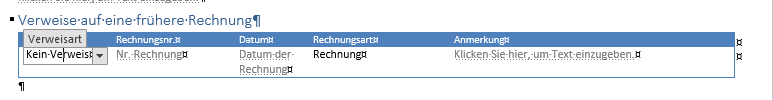 Verweise auf eine frühere Rechnung¶
Verweisart Rechnungsnr.¤ Datum¤ Rechnungsart¤ Anmerkung¤ ¤
Kein·Verweis¤ Nr.·Rechnung¤ Datum·der· Rechnung¤ Klicken·Sie·hier,·um·Text·einzugeben.¤ ¤
Rechnung¤
¶